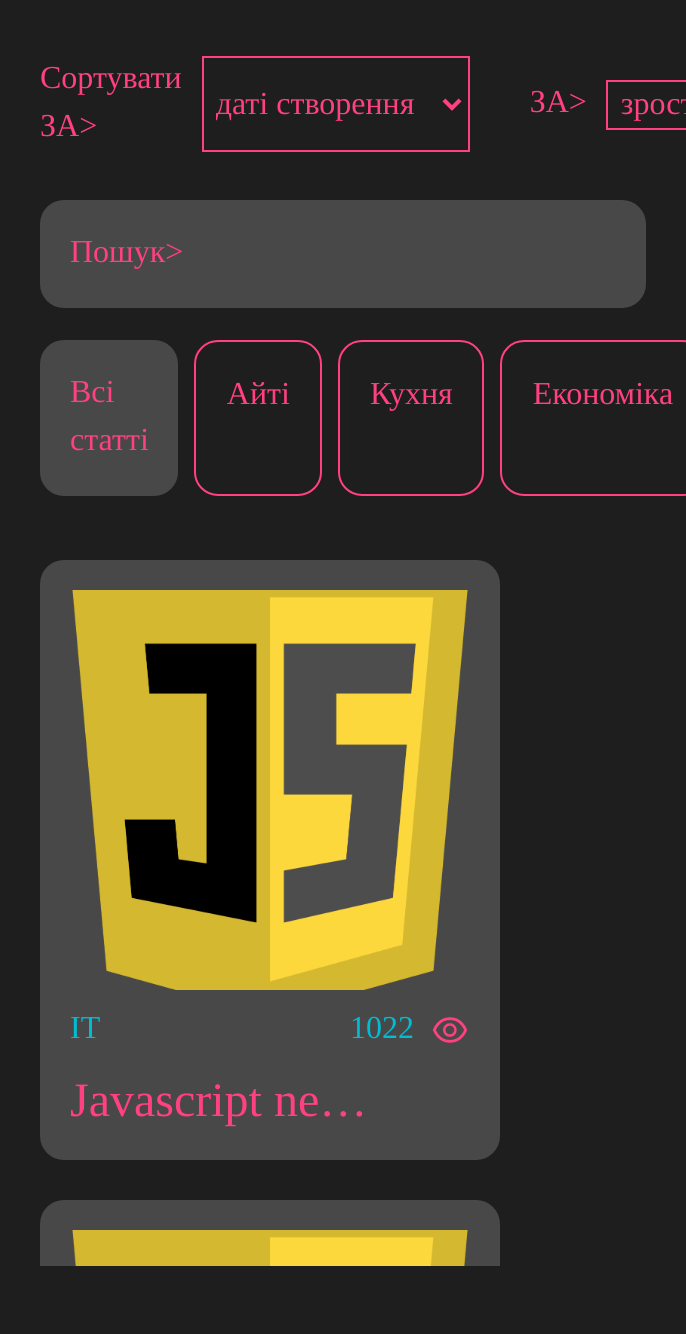 Сортувати
ЗА>
даті створення
ЗА>
зрост
Пошук>
Всі
статті
Айті
Кухня
Економіка
JS
IT
1022
Javascript ne…